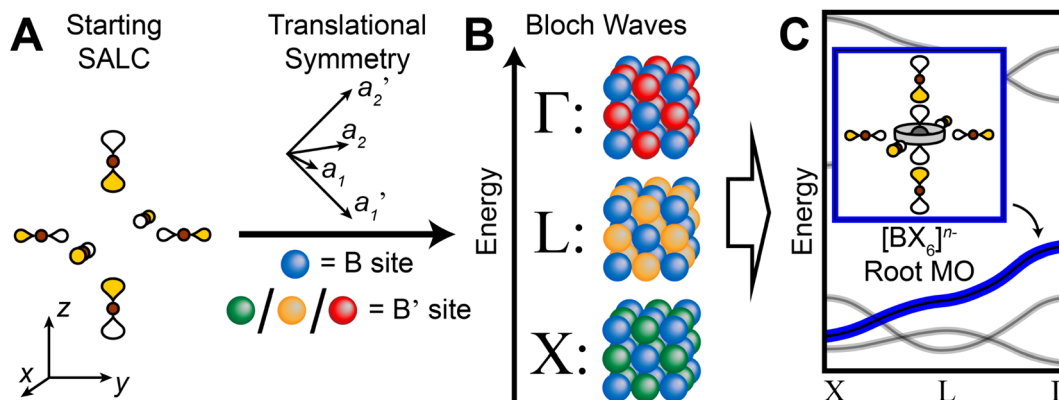 A
Starting
SALC
Translational
Symmetry
a2'
a2
a1
a1'
= B site
/ / = B' site
z
x
y
B
Bloch Waves
Energy
Γ:
L:
X:
C
Energy
[BX6]n-
Root MO
X L